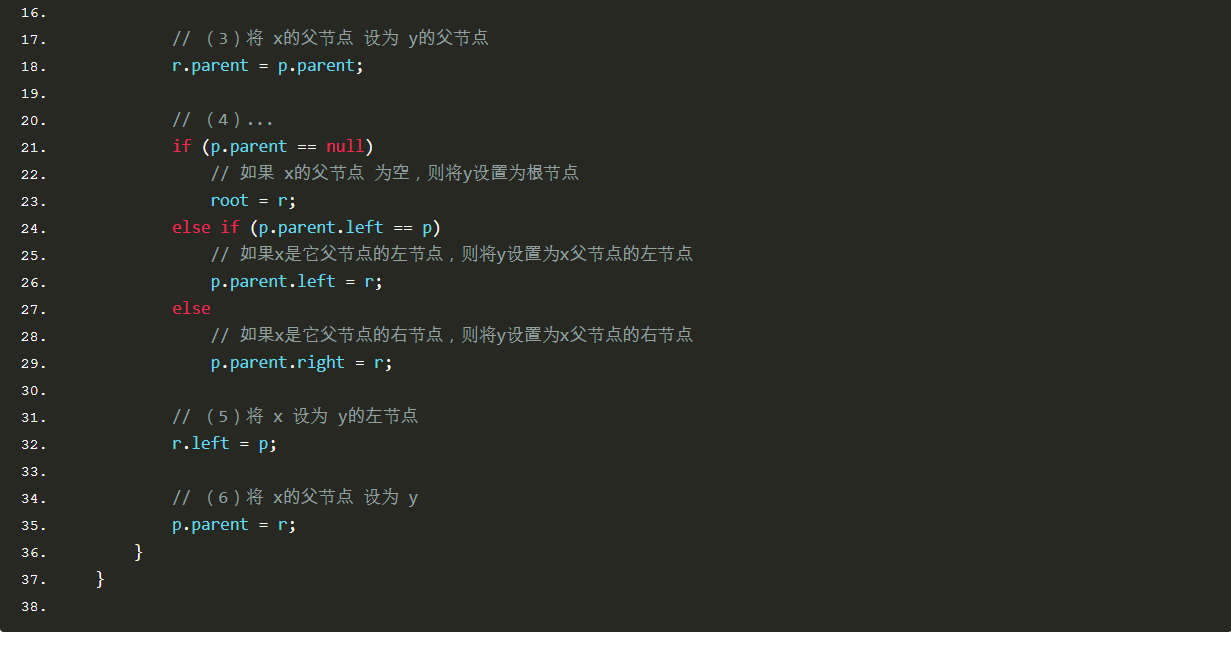 16.
17. // （3）将 x的父节点 设为 y的父节点
18. r.parent = p.parent;
19.
20. // （4）...
21. if (p.parent == null)
22. // 如果 x的父节点 为空，则将y设置为根节点
23. root = r;
24. else if (p.parent.left == p)
25. // 如果x是它父节点的左节点，则将y设置为x父节点的左节点
26. p.parent.left = r;
27. else
28. // 如果x是它父节点的右节点，则将y设置为x父节点的右节点
29. p.parent.right = r;
30.
31. // （5）将 x 设为 y的左节点
32. r.left = p;
33.
34. // （6）将 x的父节点 设为 y
35. p.parent = r;
36. }
37. }
38.